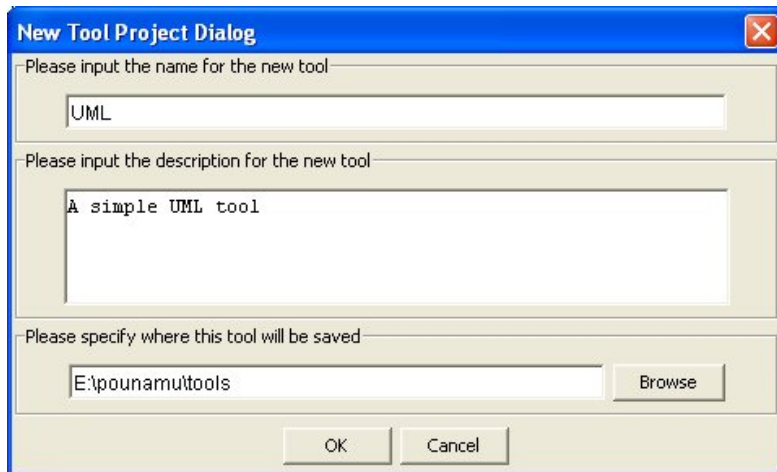 New Tool Project Dialog
Please input the name for the new tool
UML
Please input the description for the new tool
A simple UML tool
Please specify where this tool will be saved
E:\pounamu\tools
Browse
OK
Cancel